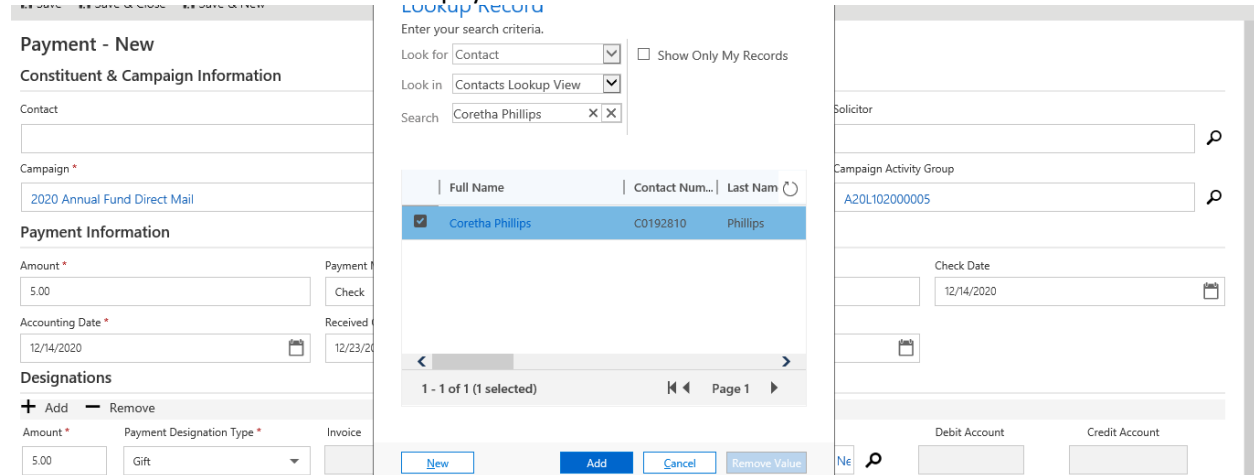 Save Save & Close Save & New
Lookup Record
Enter your search criteria.
Look for Contact Show Only My Records
Look in Contacts Lookup View
Search Coretha Phillips
Payment - New
Constituent & Campaign Information
Contact Solicitor
Campaign * Campaign Activity Group
2020 Annual Fund Direct Mail A20L102000005
Full Name Contact Num... Last Nam
Coretha Phillips C0192810 Phillips
Payment Information
Amount * Payment Check Date
5.00 Check 12/14/2020
Accounting Date * Received
12/14/2020 12/23/20
1 - 1 of 1 (1 selected) Page 1
Designations
Add Remove
Amount * Payment Designation Type * Invoice Debit Account Credit Account
5.00 Gift Ne
New Add Cancel Remove Value